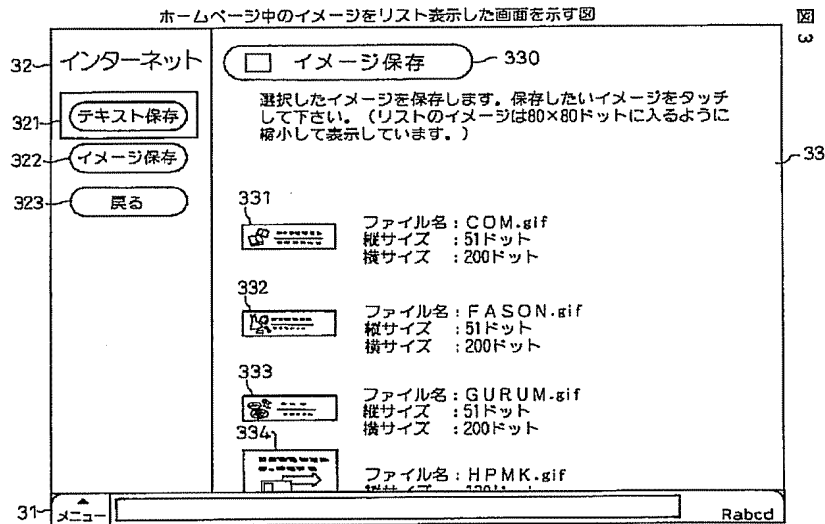 ホームページ中のイメージをリスト表示した画面を示す図
図3
32
インターネット
321
テキスト保存
322
イメージ保存
323
戻る
イメージ保存
330
選択したイメージを保存します。保存したいイメージをタッチ
して下さい。（リストのイメージは80×80ドットに入るように
縮小して表示しています。）
33
331
ファイル名：COM.gif
縦サイズ　：51ドット
横サイズ　：200ドット
332
ファイル名：FASON.gif
縦サイズ　：51ドット
横サイズ　：200ドット
333
ファイル名：GURUM.gif
縦サイズ　：51ドット
横サイズ　：200ドット
334
ファイル名：HPMK.gif
31
メニュー
Rabcd